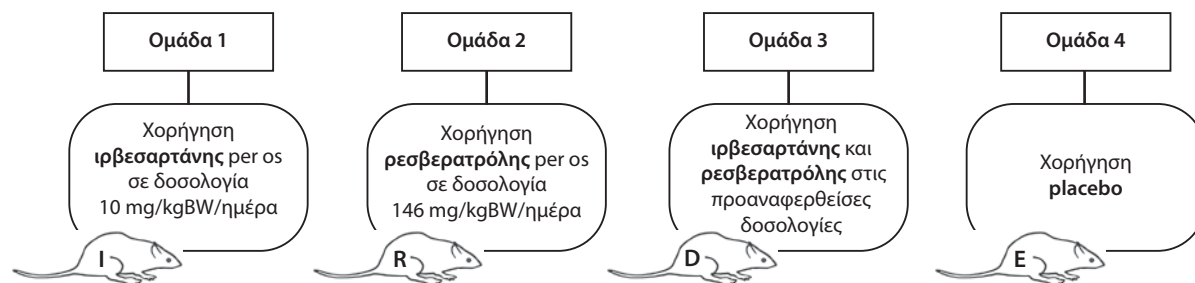 Ομάδα 1
Χορήγηση
ιρβεσαρτάνης per os
σε δοσολογία
10 mg/kgBW/ημέρα
I
Ομάδα 2
Χορήγηση
ρεσβερατρόλης per os
σε δοσολογία
146 mg/kgBW/ημέρα
R
Ομάδα 3
Χορήγηση
ιρβεσαρτάνης και
ρεσβερατρόλης στις
προαναφερθείσες
δοσολογίες
D
Ομάδα 4
Χορήγηση
placebo
E